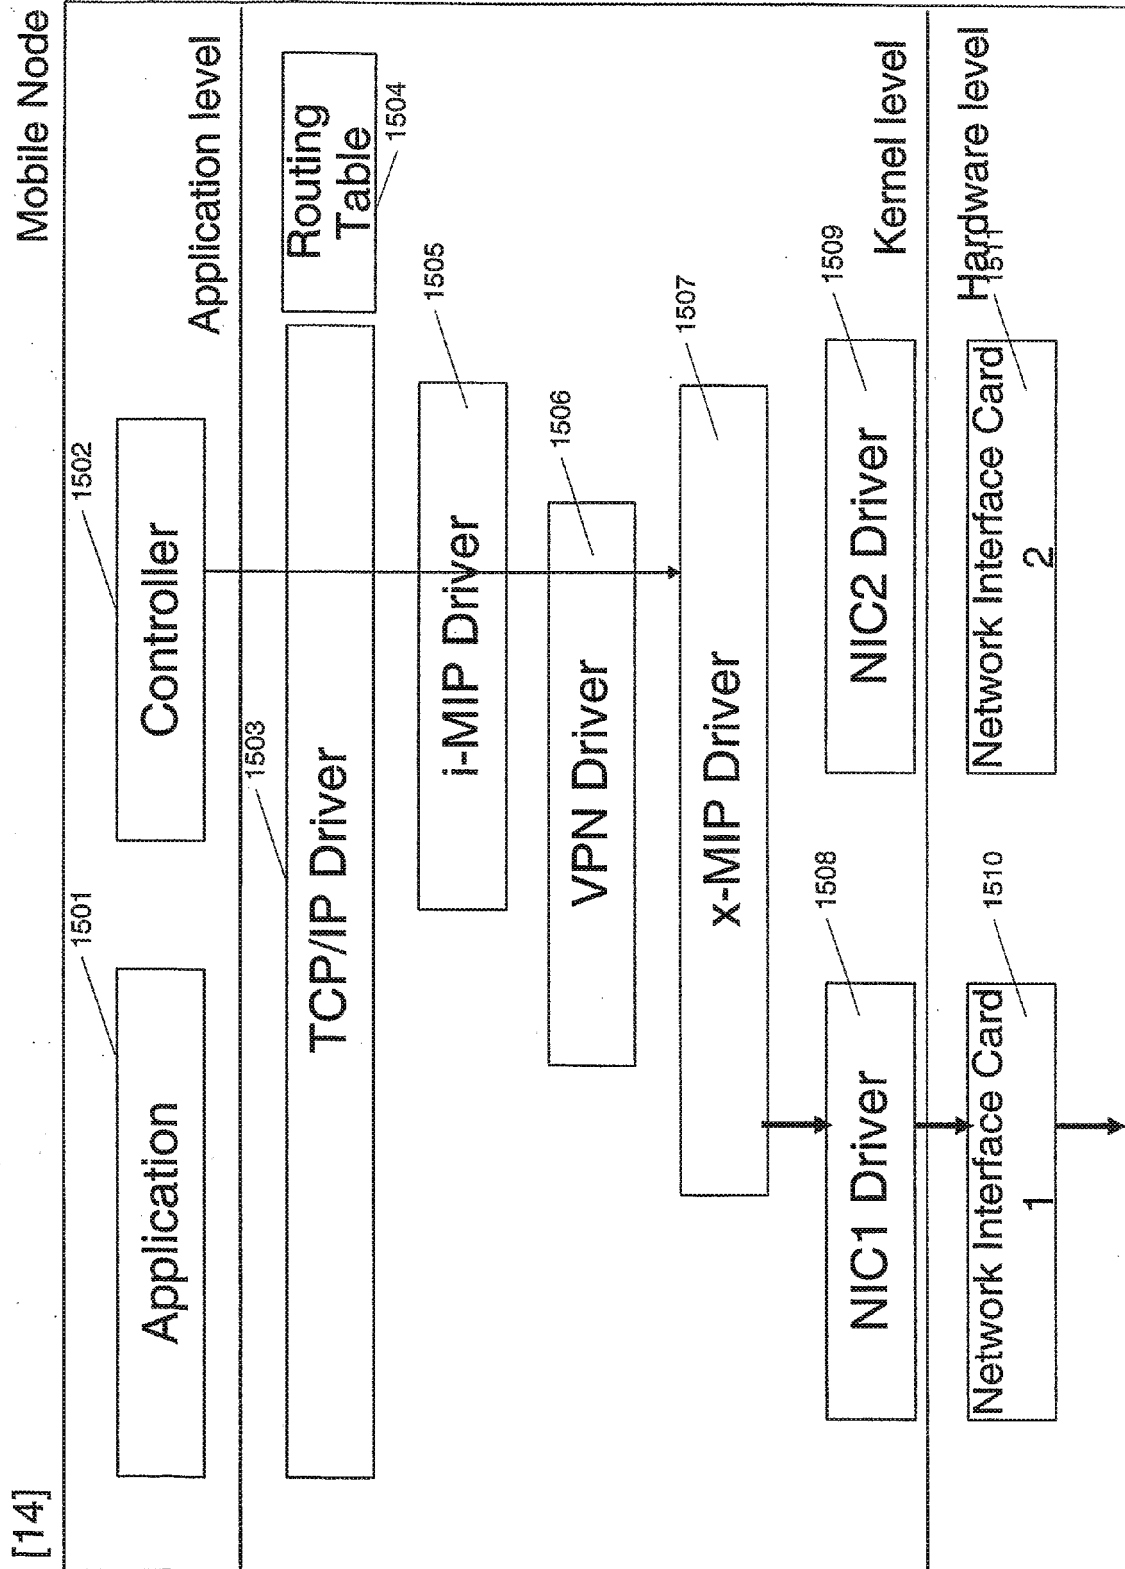 [14]
Mobile Node
1501
1502
Application
Controller
Application level
1503
TCP/IP Driver
Routing
Table
1504
i-MIP Driver
1505
VPN Driver
1506
x-MIP Driver
1507
1508
1509
NIC1 Driver
NIC2 Driver
Kernel level
Hardware level
1510
1511
Network Interface Card
1
Network Interface Card
2